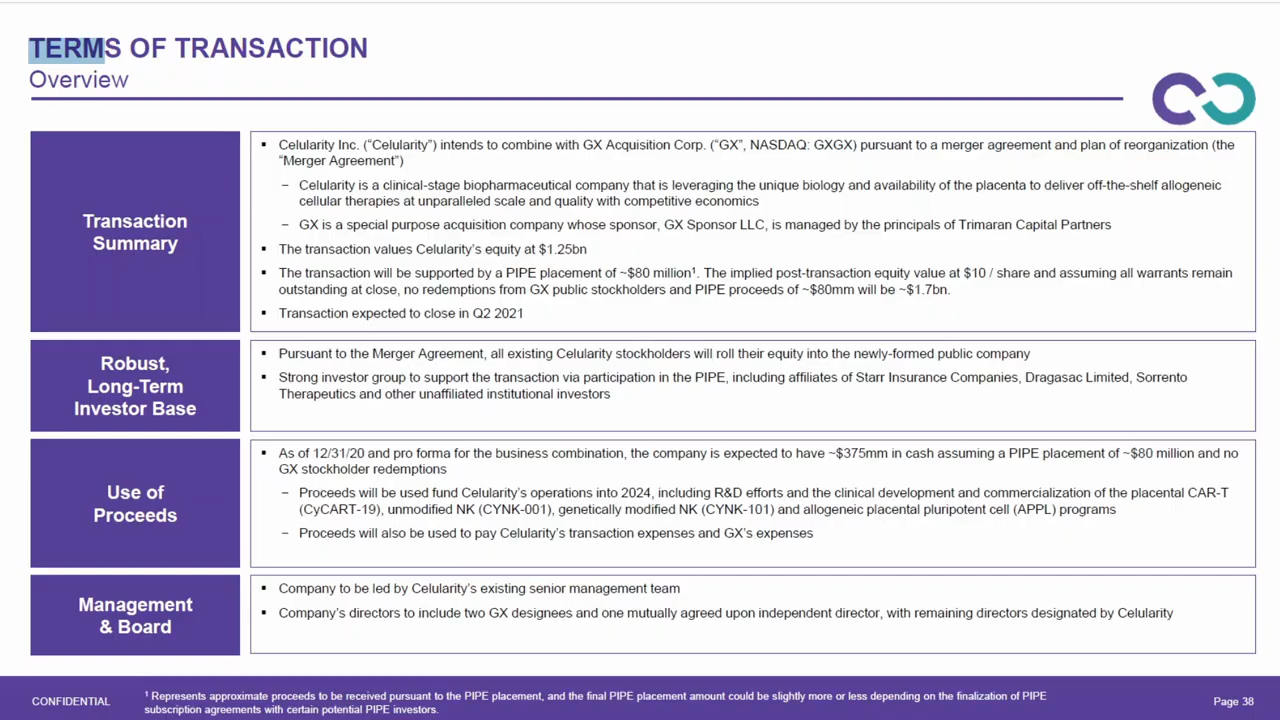 TERMS OF TRANSACTION
Overview
Transaction
Summary
▪ Celularity Inc. (“Celularity”) intends to combine with GX Acquisition Corp. (“GX”, NASDAQ: GXGX) pursuant to a merger agreement and plan of reorganization (the
“Merger Agreement”)
− Celularity is a clinical-stage biopharmaceutical company that is leveraging the unique biology and availability of the placenta to deliver off-the-shelf allogeneic
cellular therapies at unparalleled scale and quality with competitive economics
− GX is a special purpose acquisition company whose sponsor, GX Sponsor LLC, is managed by the principals of Trimaran Capital Partners
▪ The transaction values Celularity’s equity at $1.25bn
▪ The transaction will be supported by a PIPE placement of ~$80 million¹. The implied post-transaction equity value at $10 / share and assuming all warrants remain
outstanding at close, no redemptions from GX public stockholders and PIPE proceeds of ~$80mm will be ~$1.7bn.
▪ Transaction expected to close in Q2 2021
Robust,
Long-Term
Investor Base
▪ Pursuant to the Merger Agreement, all existing Celularity stockholders will roll their equity into the newly-formed public company
▪ Strong investor group to support the transaction via participation in the PIPE, including affiliates of Starr Insurance Companies, Dragasac Limited, Sorrento
Therapeutics and other unaffiliated institutional investors
Use of
Proceeds
▪ As of 12/31/20 and pro forma for the business combination, the company is expected to have ~$375mm in cash assuming a PIPE placement of ~$80 million and no
GX stockholder redemptions
− Proceeds will be used fund Celularity’s operations into 2024, including R&D efforts and the clinical development and commercialization of the placental CAR-T
(CyCART-19), unmodified NK (CYNK-001), genetically modified NK (CYNK-101) and allogeneic placental pluripotent cell (APPL) programs
− Proceeds will also be used to pay Celularity’s transaction expenses and GX’s expenses
Management
& Board
▪ Company to be led by Celularity’s existing senior management team
▪ Company’s directors to include two GX designees and one mutually agreed upon independent director, with remaining directors designated by Celularity
CONFIDENTIAL
¹ Represents approximate proceeds to be received pursuant to the PIPE placement, and the final PIPE placement amount could be slightly more or less depending on the finalization of PIPE
subscription agreements with certain potential PIPE investors.
Page 38